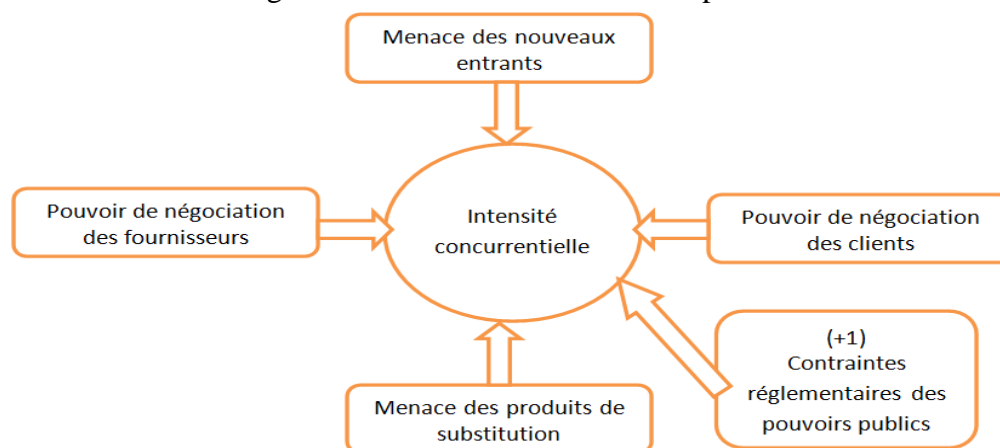 Menace des nouveaux
entrants
Pouvoir de négociation
des fournisseurs
Intensité
concurrentielle
Pouvoir de négociation
des clients
(+1)
Contraintes
réglementaires des
pouvoirs publics
Menace des produits de
substitution